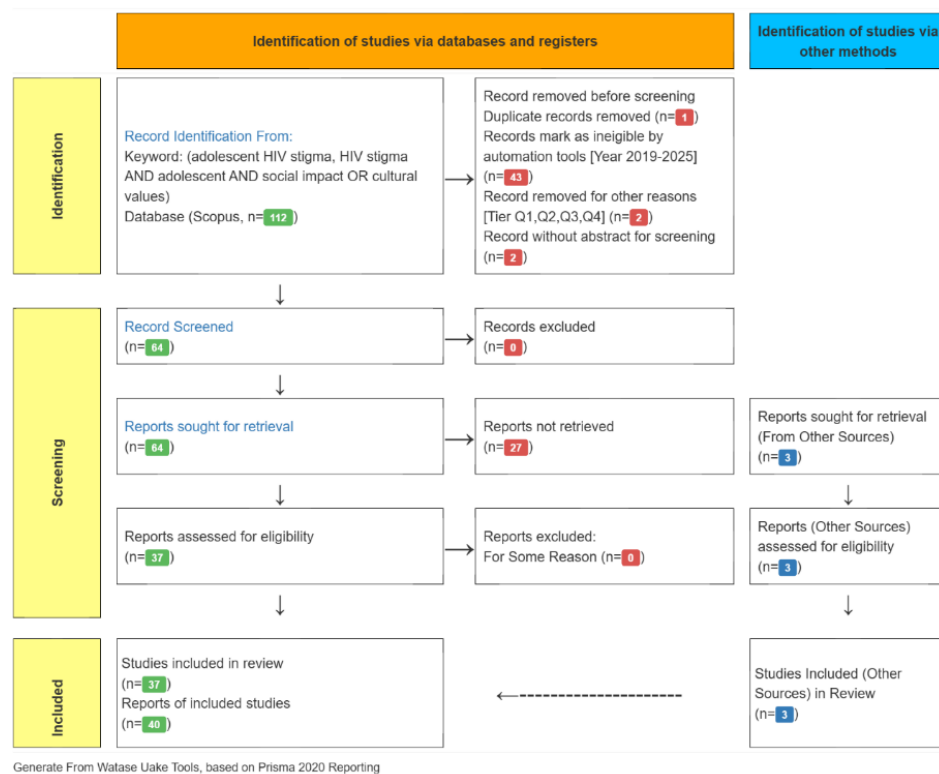 Identification of studies via databases and registers
Identification of studies via
other methods
Identification
Record Identification From:
Keyword: (adolescent HIV stigma, HIV stigma
AND adolescent AND social impact OR cultural
values)
Database (Scopus, n=112)
Record removed before screening
Duplicate records removed (n=1)
Records mark as ineigible by
automation tools [Year 2019-2025]
(n=43)
Record removed for other reasons
[Tier Q1,Q2,Q3,Q4] (n=2)
Record without abstract for screening
(n=2)
Screening
Record Screened
(n=64)
Records excluded
(n=0)
Reports sought for retrieval
(n=64)
Reports not retrieved
(n=27)
Reports sought for retrieval
(From Other Sources)
(n=3)
Reports assessed for eligibility
(n=37)
Reports excluded:
For Some Reason (n=0)
Reports (Other Sources)
assessed for eligibility
(n=3)
Included
Studies included in review
(n=37)
Reports of included studies
(n=40)
Studies Included (Other
Sources) in Review
(n=3)
Generate From Watase Uake Tools, based on Prisma 2020 Reporting